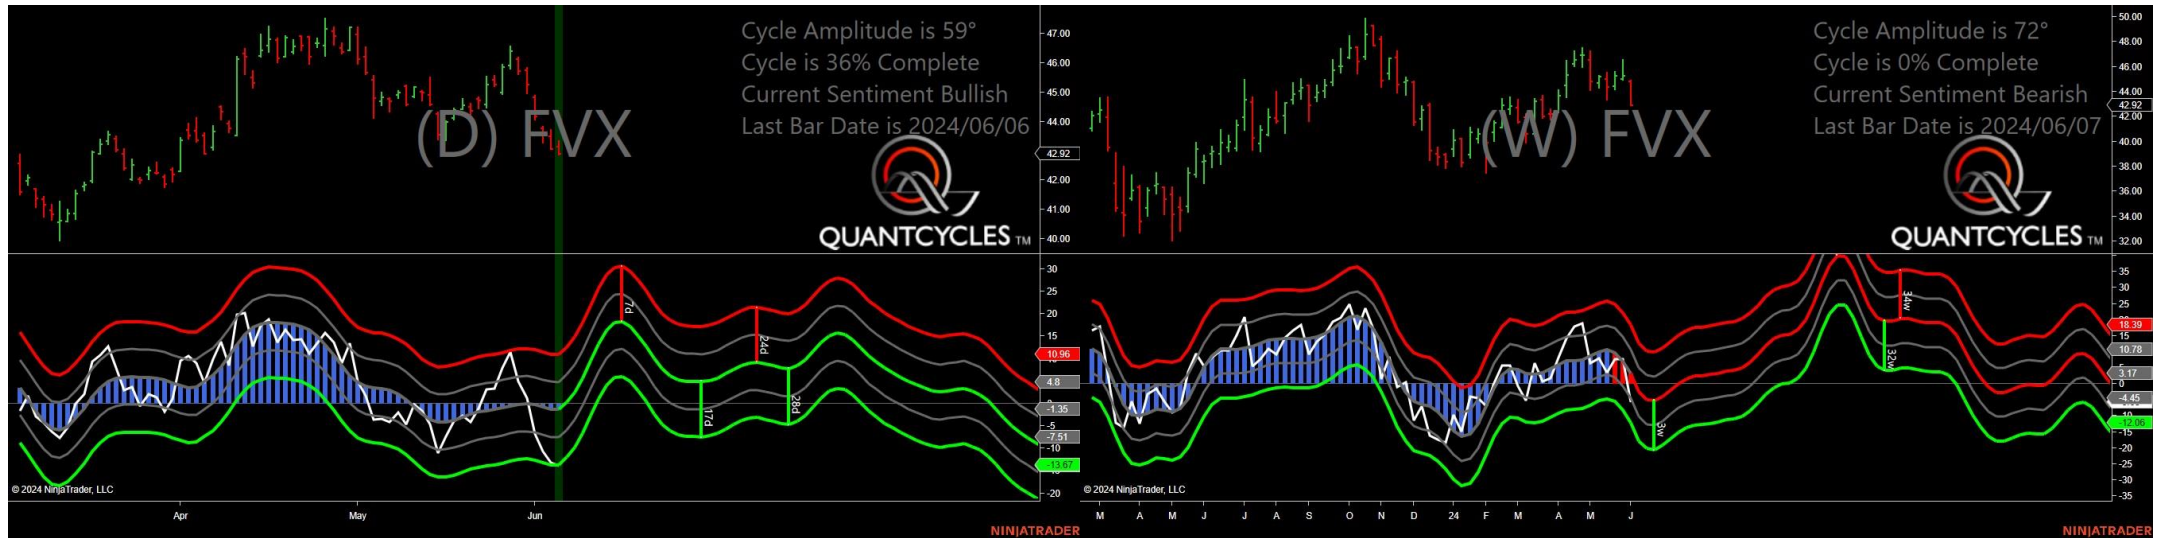 Cycle Amplitude is 59°
Cycle is 36% Complete
Current Sentiment Bullish
Last Bar Date is 2024/06/06
(D) FVX
QUANTCYCLES TM
47.00
46.00
45.00
44.00
42.92
42.00
41.00
40.00
30
25
20
15
10.96
4.8
-1.35
-5
-7.51
-10
-13.67
-20
7d
17d
24d
28d
© 2024 NinjaTrader, LLC
Apr
May
Jun
NINJATRADER
Cycle Amplitude is 72°
Cycle is 0% Complete
Current Sentiment Bearish
Last Bar Date is 2024/06/07
(W) FVX
QUANTCYCLES TM
50.00
48.00
46.00
44.00
42.92
42.00
40.00
38.00
36.00
34.00
32.00
35
30
25
18.39
15
10.78
3.17
0
-4.45
-12.06
-15
-20
-25
-30
-35
3w
32w
34w
© 2024 NinjaTrader, LLC
M A M J J A S O N D 24 F M A M J
NINJATRADER